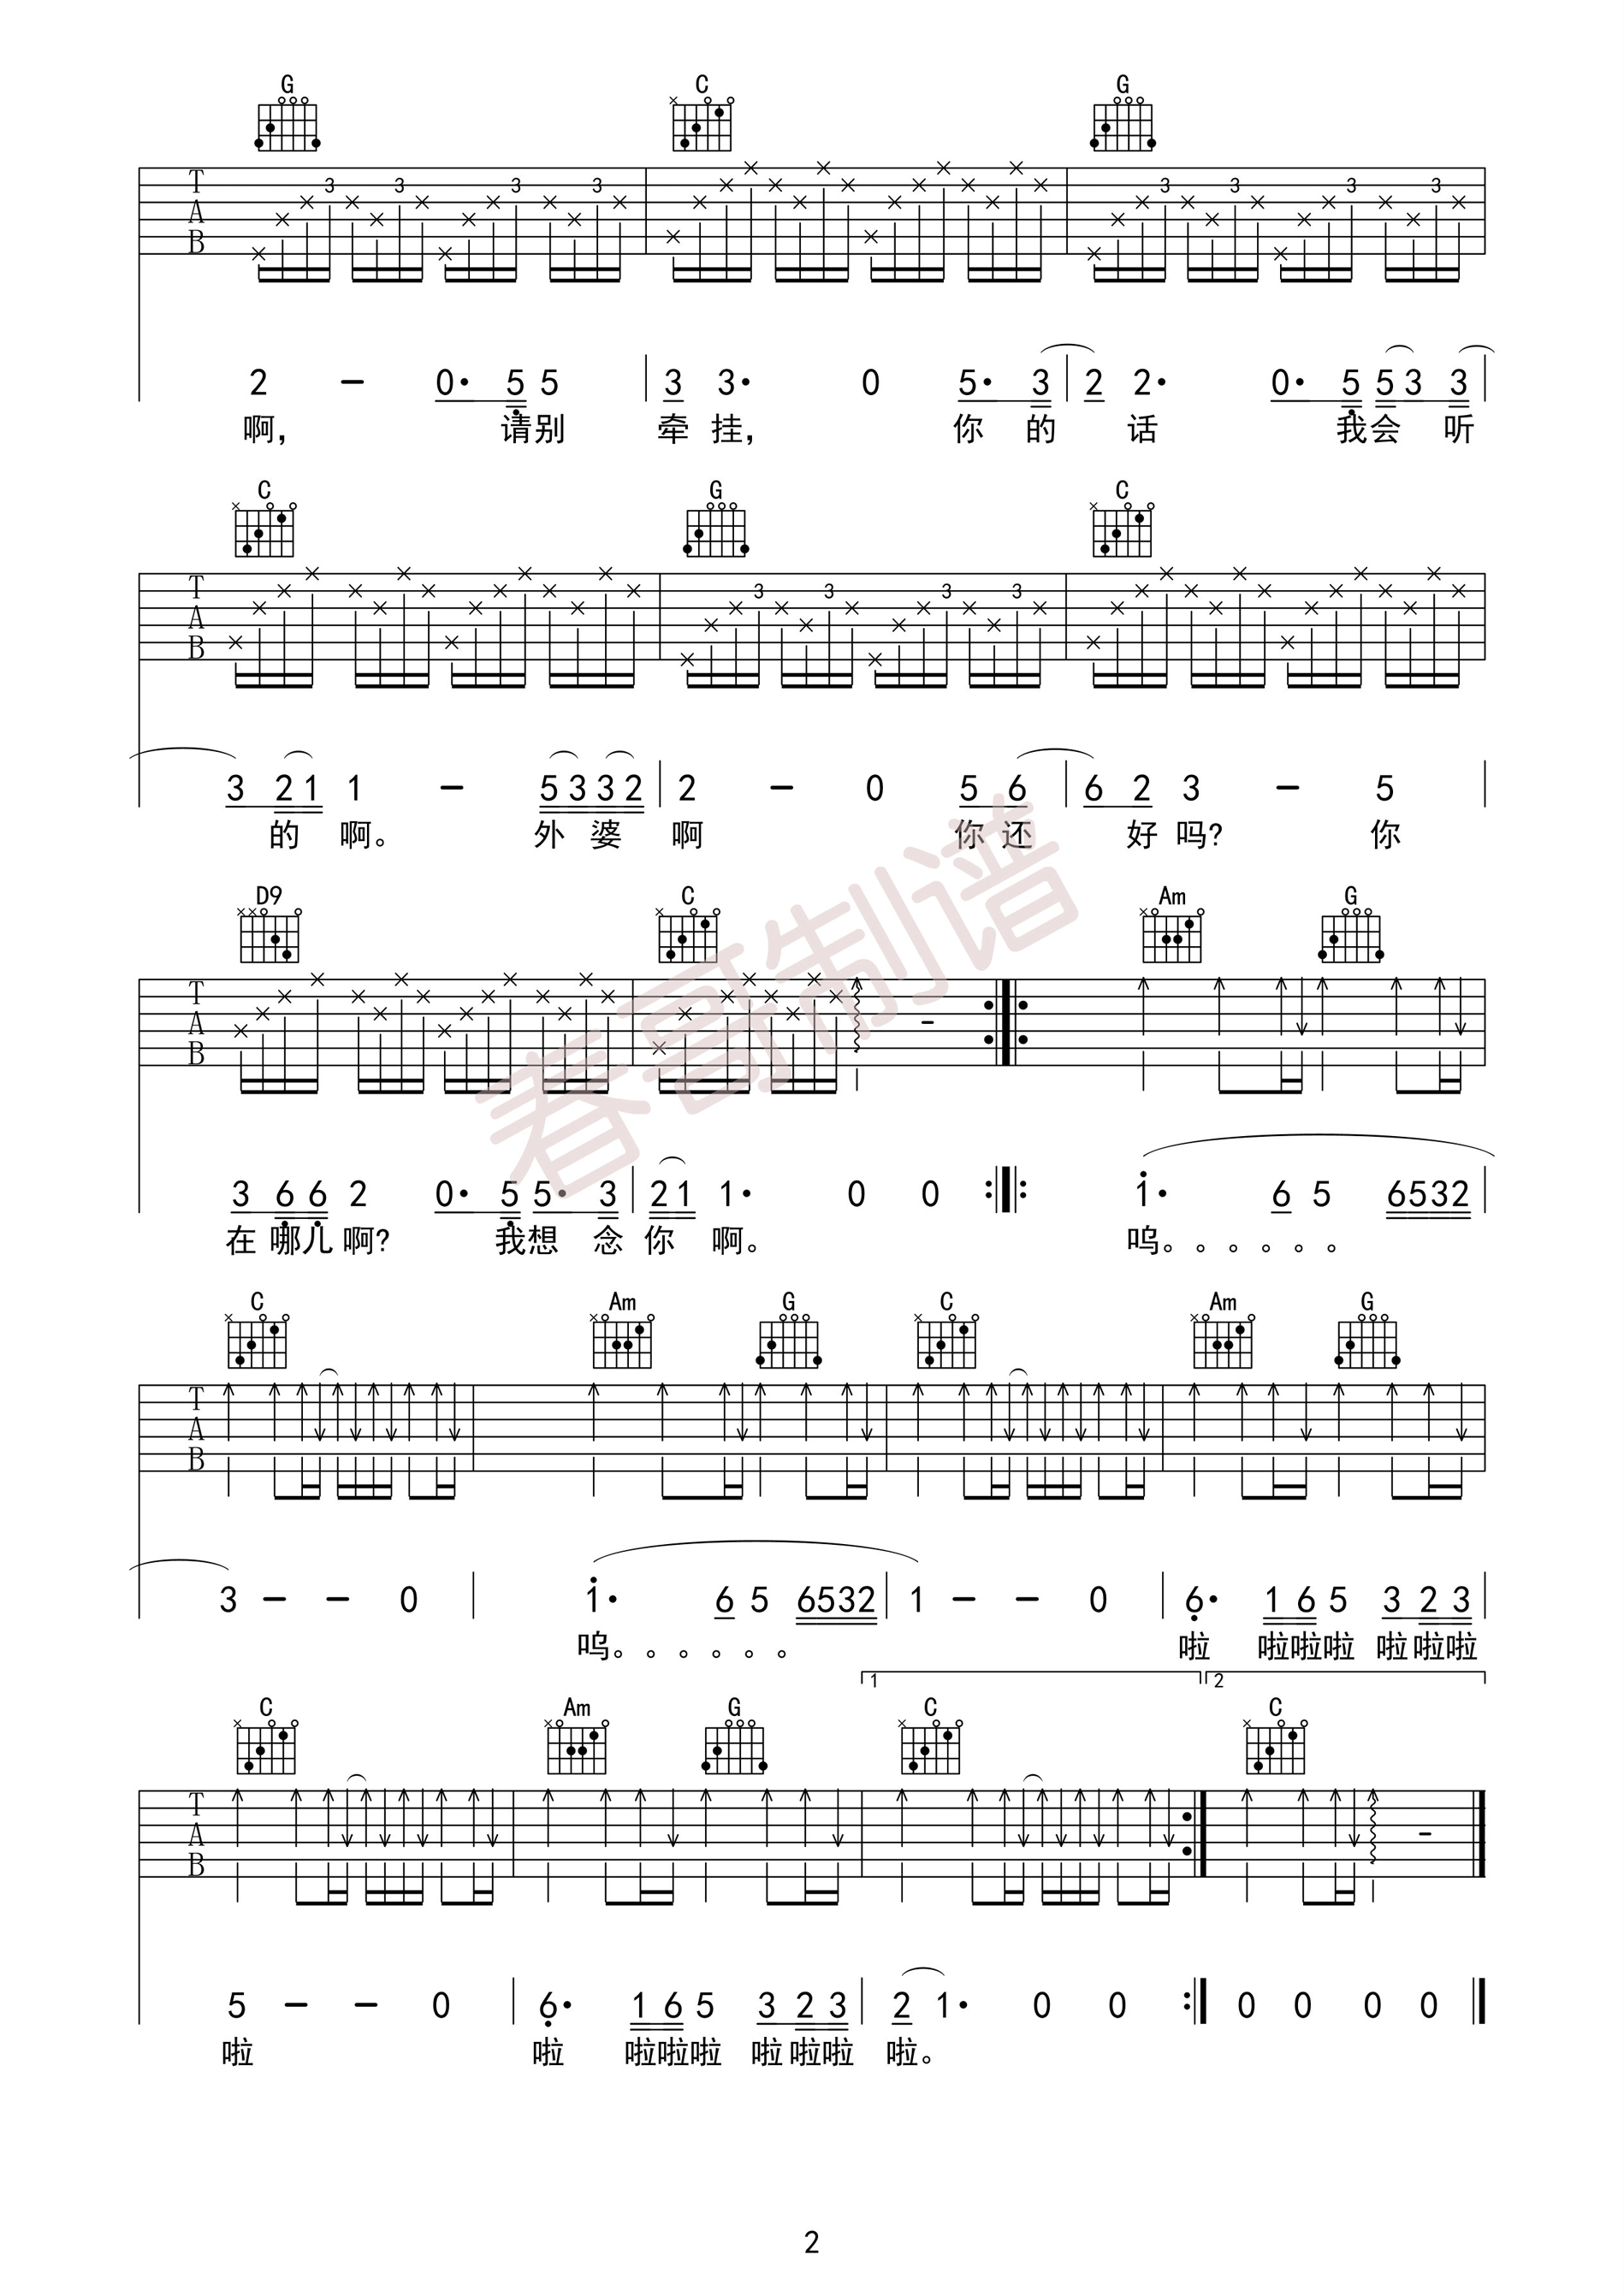 G C G
T A B
3 3 3 3 3 3 3 3
2 - 0· 5 5 3 3· 0 5· 3 2 2· 0· 5 5 3 3
啊， 请别 牵 挂， 你 的 话 我会 听
C G C
T A B
3 3 3 3
3 2 1 1 - 5 3 3 2 2 - 0 5 6 6 2 3 - 5
的 啊。 外 婆 啊 你 还 好 吗? 你
D9 C Am G
T A B
-
3 6 6 2 0· 5 5· 3 2 1 1· 0 0 1· 6 5 6532
在 哪儿 啊? 我想 念 你 啊。 呜。。。。。。
春哥制谱
C Am G C Am G
T A B
3 - - 0 1· 6 5 6532 1 - - 0 6· 1 6 5 3 2 3
呜。。。。。。 啦 啦啦啦 啦 啦啦
1 2
C Am G C C
T A B
-
5 - - 0 6· 1 6 5 3 2 3 2 1· 0 0 0 0 0 0
啦 啦 啦啦啦 啦 啦啦 啦。
2